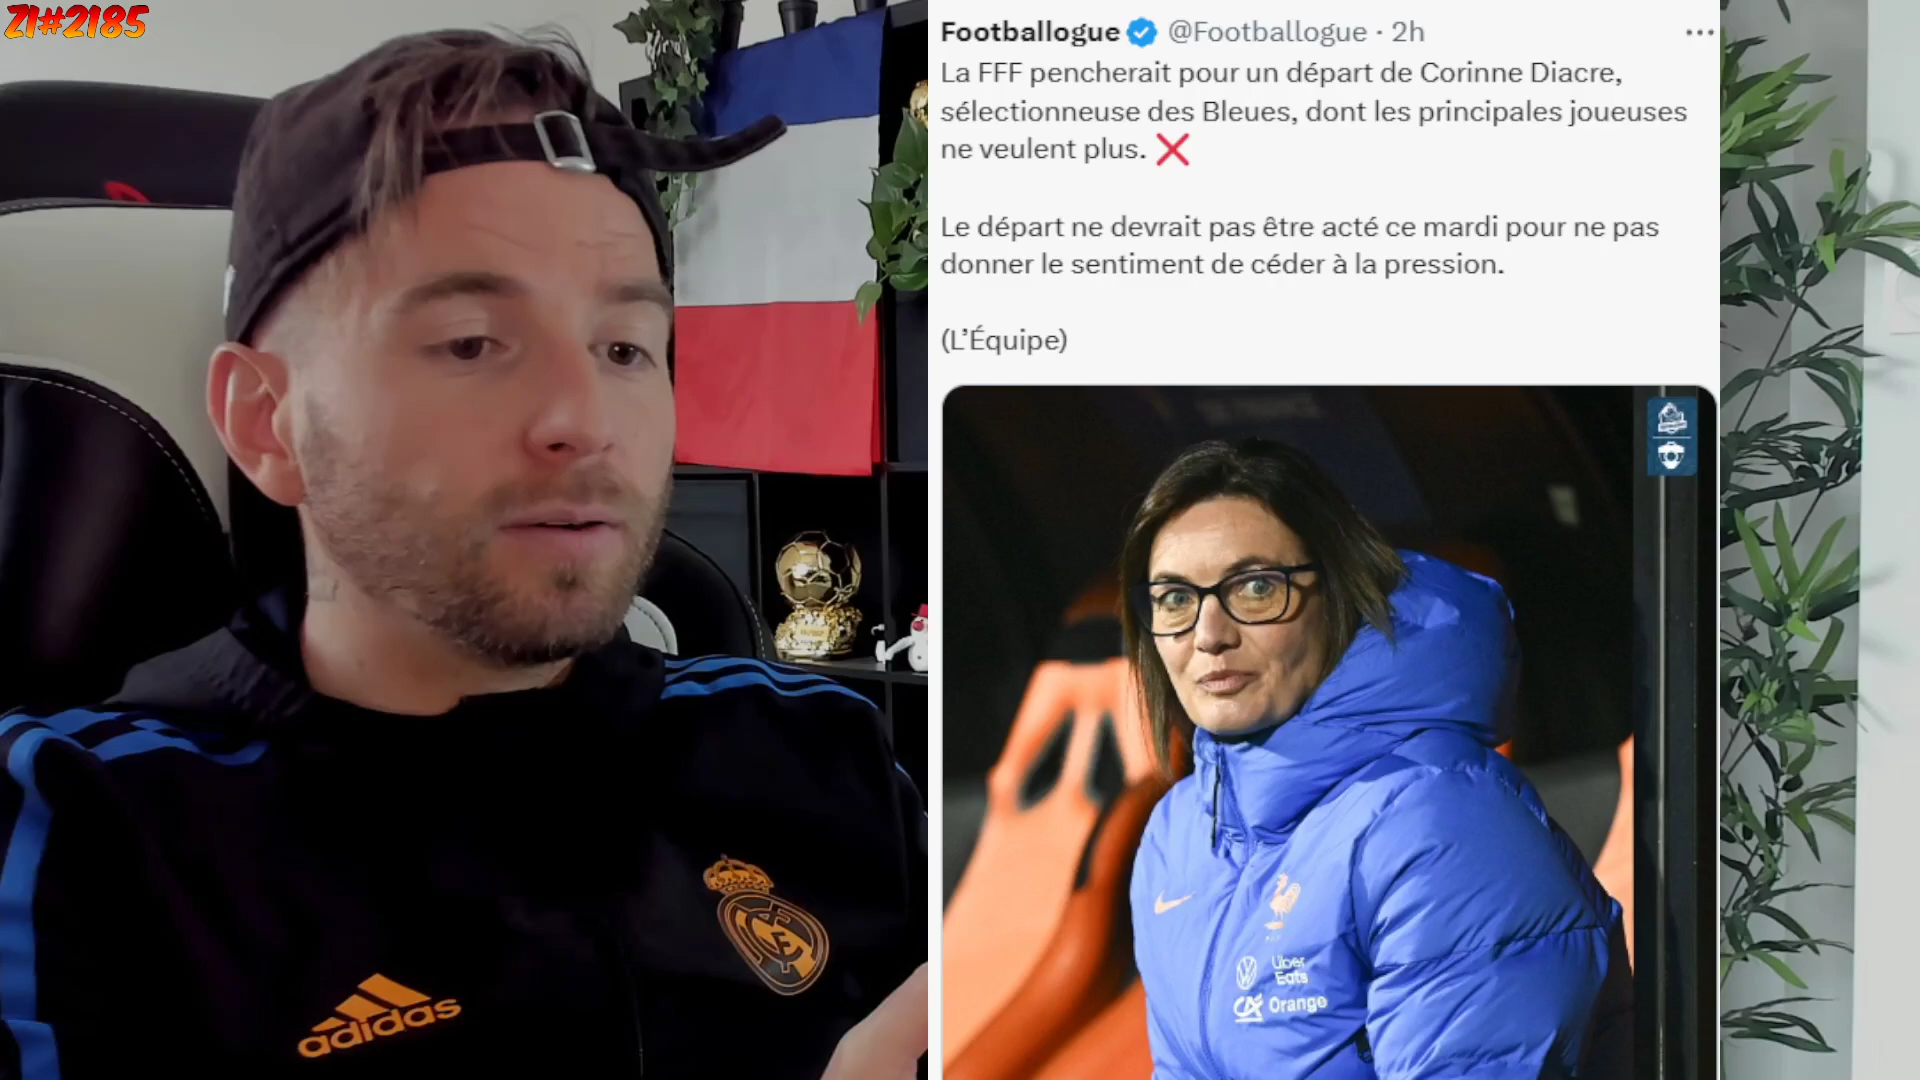 Z1#2185
Footballogue @Footballogue · 2h
La FFF pencherait pour un départ de Corinne Diacre,
sélectionneuse des Bleues, dont les principales joueuses
ne veulent plus. ❌
Le départ ne devrait pas être acté ce mardi pour ne pas
donner le sentiment de céder à la pression.
(L’Équipe)
adidas
Uber
Eats
CA Orange